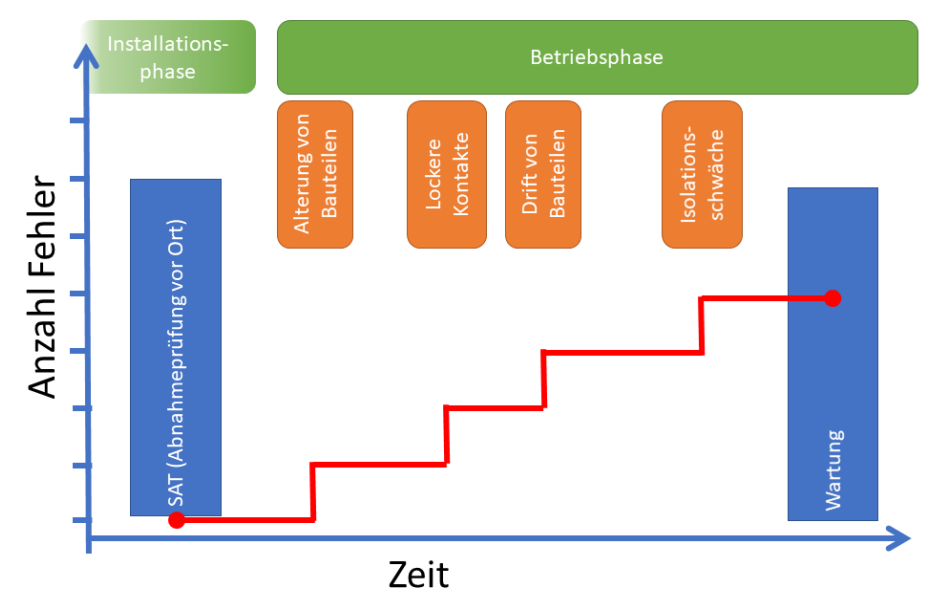 Installations-
phase
Betriebsphase
Alterung von
Bauteilen
Lockere
Kontakte
Drift von
Bauteilen
Isolations-
schwäche
Anzahl Fehler
SAT (Abnahmeprüfung vor Ort)
Wartung
Zeit